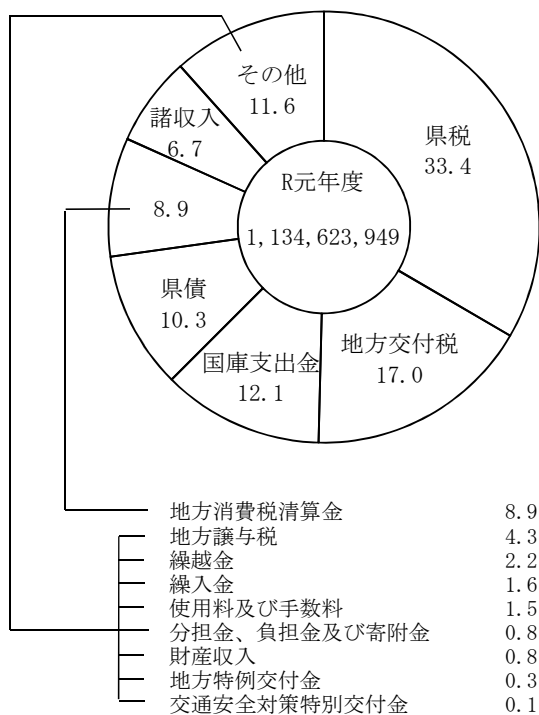 その他
11.6
県税
33.4
諸収入
6.7
R元年度
8.9
1,134,623,949
県債
10.3
地方交付税
17.0
国庫支出金
12.1
地方消費税清算金 8.9
地方譲与税 4.3
繰越金 2.2
繰入金 1.6
使用料及び手数料 1.5
分担金、負担金及び寄附金 0.8
財産収入 0.8
地方特例交付金 0.3
交通安全対策特別交付金 0.1